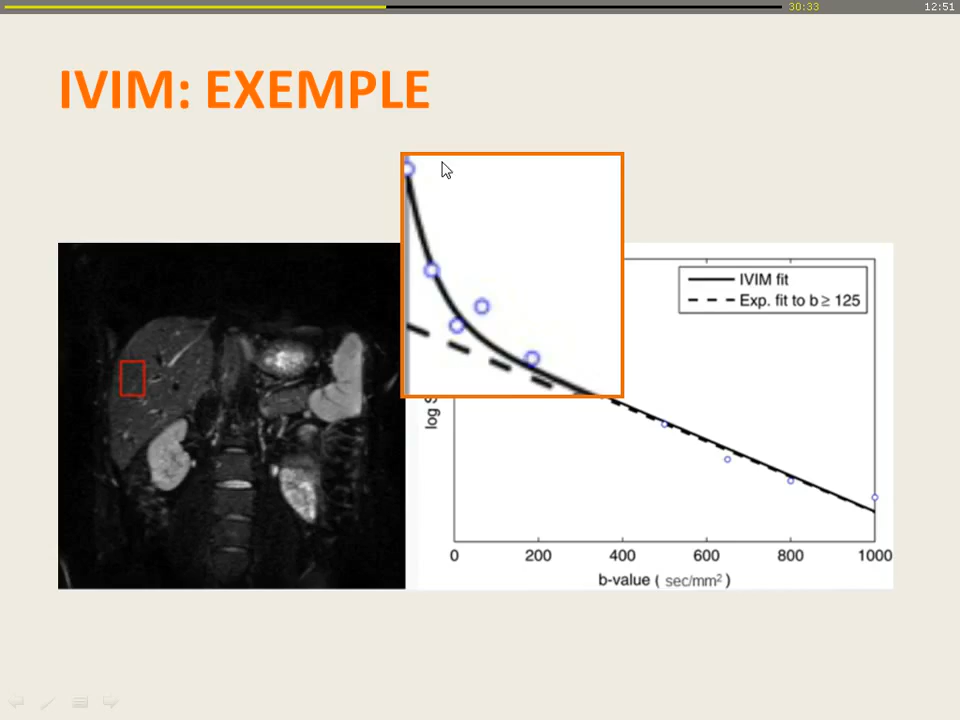 30:33
12:51
IVIM: EXEMPLE
IVIM fit
Exp. fit to b ≥ 125
log S
0 200 400 600 800 1000
b-value ( sec/mm² )